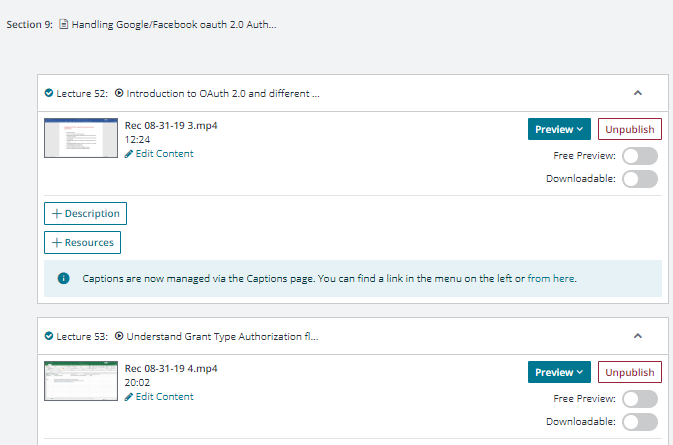 Section 9: Handling Google/Facebook oauth 2.0 Auth...
Lecture 52: Introduction to OAuth 2.0 and different ...
Rec 08-31-19 3.mp4
12:24
Edit Content
Preview
Unpublish
Free Preview:
Downloadable:
+ Description
+ Resources
Captions are now managed via the Captions page. You can find a link in the menu on the left or from here.
Lecture 53: Understand Grant Type Authorization fl...
Rec 08-31-19 4.mp4
20:02
Edit Content
Preview
Unpublish
Free Preview:
Downloadable: